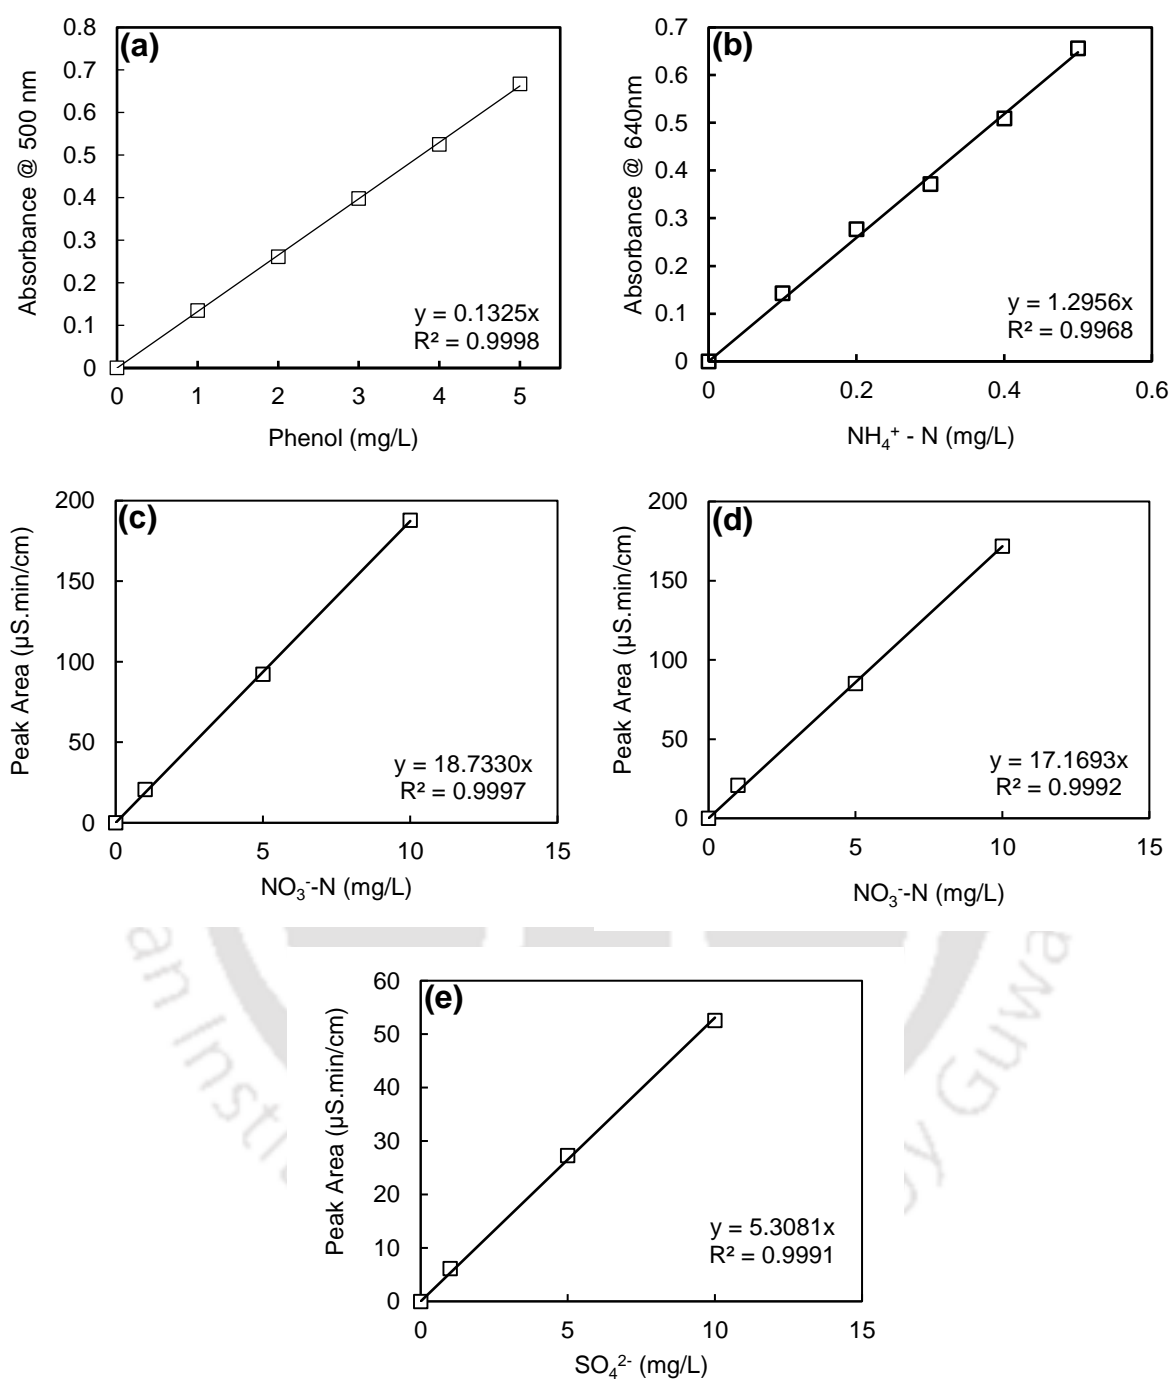 (a)
0.8
0.7
0.6
0.5
0.4
0.3
0.2
0.1
0
Absorbance @ 500 nm
y = 0.1325x
R² = 0.9998
0 1 2 3 4 5
Phenol (mg/L)
(b)
0.7
0.6
0.5
0.4
0.3
0.2
0.1
0
Absorbance @ 640nm
y = 1.2956x
R² = 0.9968
0 0.2 0.4 0.6
NH₄⁺ - N (mg/L)
(c)
200
150
100
50
0
Peak Area (µS.min/cm)
y = 18.7330x
R² = 0.9997
0 5 10 15
NO₃⁻-N (mg/L)
(d)
200
150
100
50
0
Peak Area (µS.min/cm)
y = 17.1693x
R² = 0.9992
0 5 10 15
NO₃⁻-N (mg/L)
(e)
60
50
40
30
20
10
0
Peak Area (µS.min/cm)
y = 5.3081x
R² = 0.9991
0 5 10 15
SO₄²⁻ (mg/L)
an Insti
y Guwa